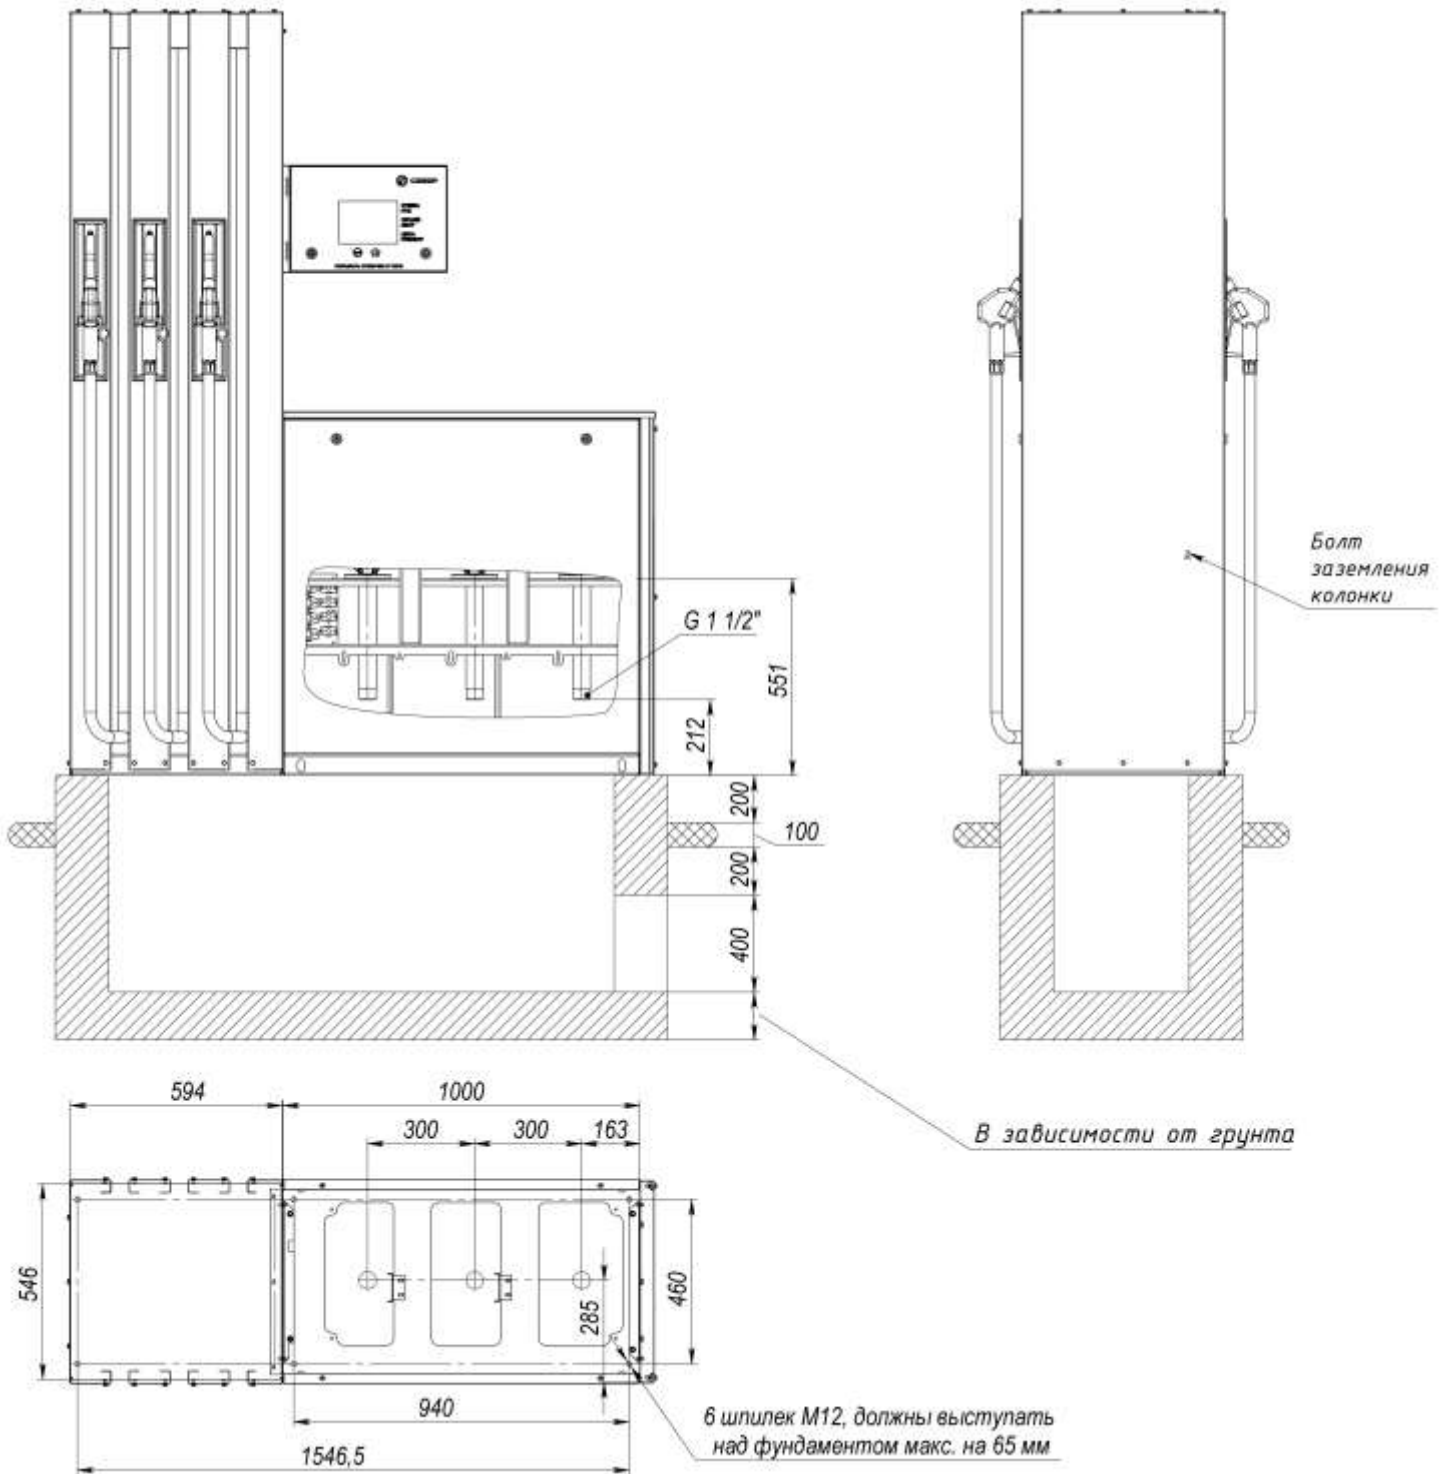 G 1 1/2"
551
212
200
100
200
400
Болт
заземления
колонки
В зависимости от грунта
594
1000
300
300
163
546
285
460
940
1546,5
6 шпилек М12, должны выступать
над фундаментом макс. на 65 мм